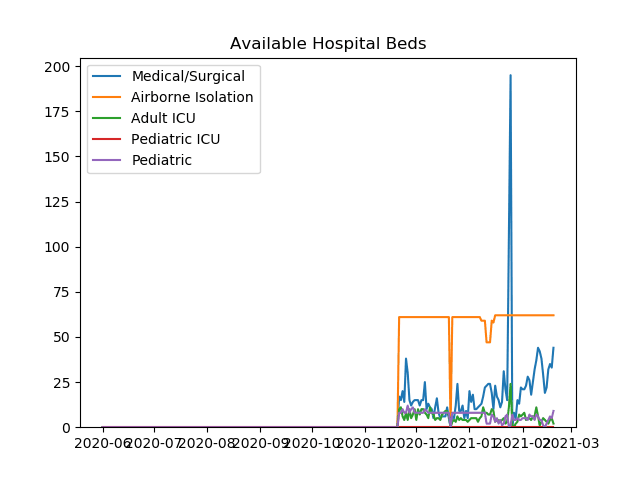 Available Hospital Beds
200
175
150
125
100
75
50
25
0
Medical/Surgical
Airborne Isolation
Adult ICU
Pediatric ICU
Pediatric
2020-06 2020-07 2020-08 2020-09 2020-10 2020-11 2020-12 2021-01 2021-02 2021-03